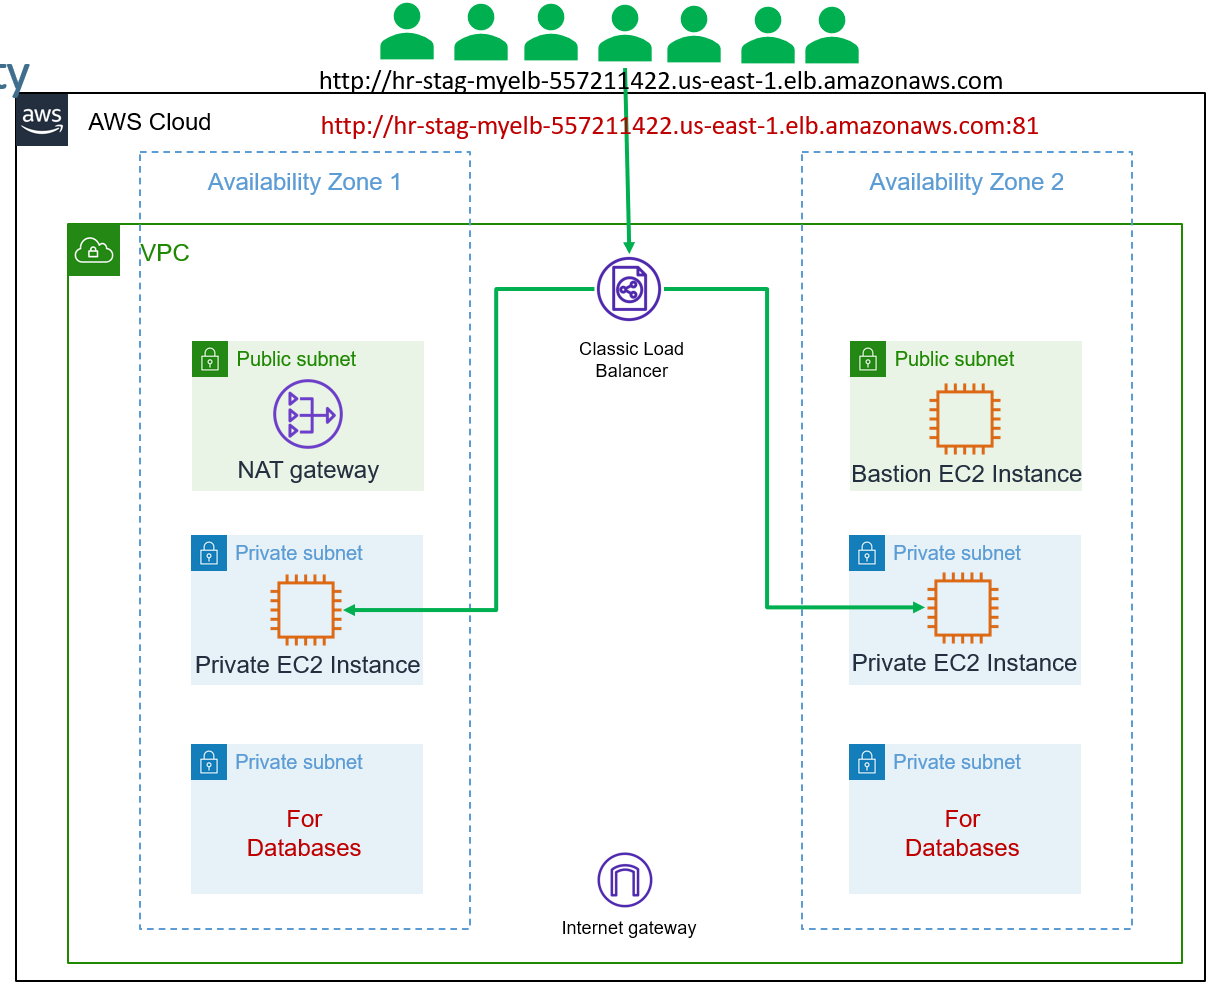 ty
http://hr-stag-myelb-557211422.us-east-1.elb.amazonaws.com
aws
AWS Cloud
http://hr-stag-myelb-557211422.us-east-1.elb.amazonaws.com:81
Availability Zone 1
Availability Zone 2
VPC
Classic Load
Balancer
Public subnet
NAT gateway
Public subnet
Bastion EC2 Instance
Private subnet
Private EC2 Instance
Private subnet
Private EC2 Instance
Private subnet
For
Databases
Private subnet
For
Databases
Internet gateway